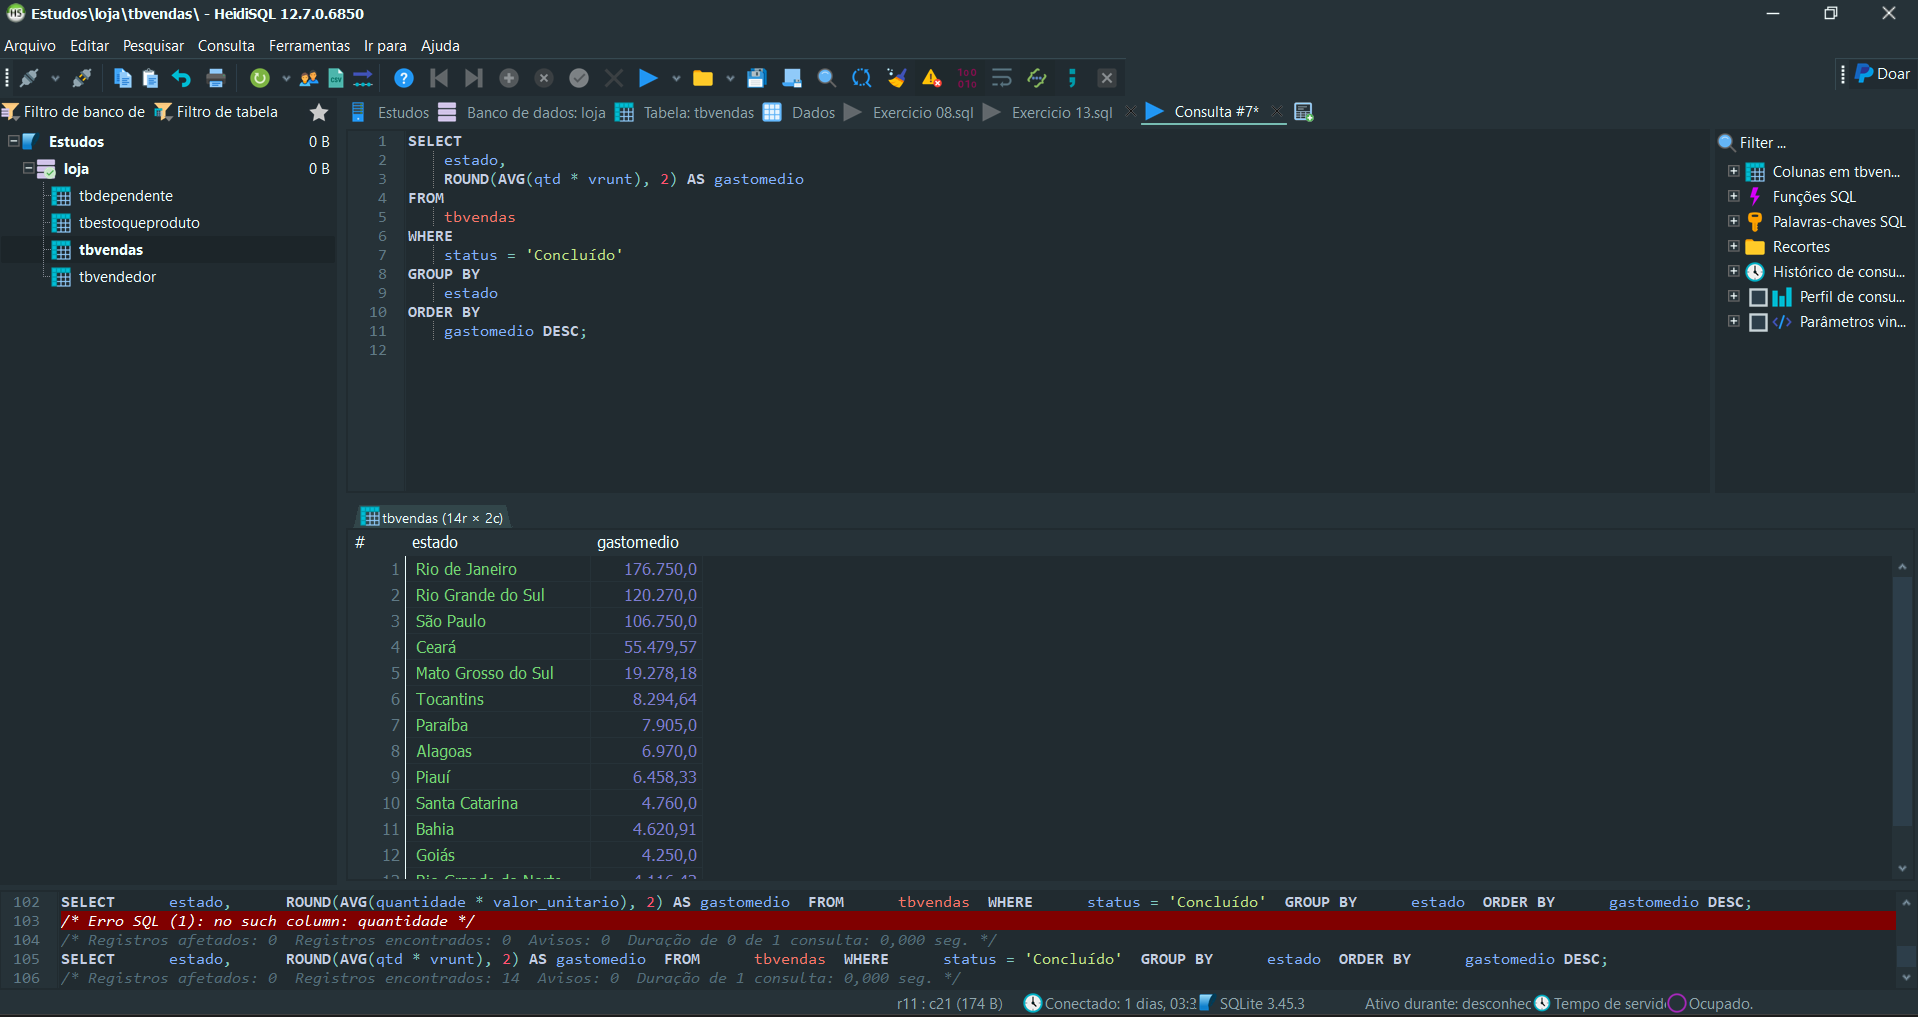 Estudos\loja\tbvendas\ - HeidiSQL 12.7.0.6850
Arquivo Editar Pesquisar Consulta Ferramentas Ir para Ajuda
Doar
Filtro de banco de Filtro de tabela
Estudos 0 B
loja 0 B
tbdependente
tbestoqueproduto
tbvendas
tbvendedor
Estudos Banco de dados: loja Tabela: tbvendas Dados Exercicio 08.sql Exercicio 13.sql Consulta #7*
1 SELECT
2 estado,
3 ROUND(AVG(qtd * vrunt), 2) AS gastomedio
4 FROM
5 tbvendas
6 WHERE
7 status = 'Concluído'
8 GROUP BY
9 estado
10 ORDER BY
11 gastomedio DESC;
12
Filter ...
Colunas em tbven...
Funções SQL
Palavras-chaves SQL
Recortes
Histórico de consu...
Perfil de consu...
Parâmetros vin...
tbvendas (14r × 2c)
# estado gastomedio
1 Rio de Janeiro 176.750,0
2 Rio Grande do Sul 120.270,0
3 São Paulo 106.750,0
4 Ceará 55.479,57
5 Mato Grosso do Sul 19.278,18
6 Tocantins 8.294,64
7 Paraíba 7.905,0
8 Alagoas 6.970,0
9 Piauí 6.458,33
10 Santa Catarina 4.760,0
11 Bahia 4.620,91
12 Goiás 4.250,0
102 SELECT estado, ROUND(AVG(quantidade * valor_unitario), 2) AS gastomedio FROM tbvendas WHERE status = 'Concluído' GROUP BY estado ORDER BY gastomedio DESC;
103 /* Erro SQL (1): no such column: quantidade */
104 /* Registros afetados: 0 Registros encontrados: 0 Avisos: 0 Duração de 0 de 1 consulta: 0,000 seg. */
105 SELECT estado, ROUND(AVG(qtd * vrunt), 2) AS gastomedio FROM tbvendas WHERE status = 'Concluído' GROUP BY estado ORDER BY gastomedio DESC;
106 /* Registros afetados: 0 Registros encontrados: 14 Avisos: 0 Duração de 1 consulta: 0,000 seg. */
r11 : c21 (174 B) Conectado: 1 dias, 03:3 SQLite 3.45.3 Ativo durante: desconhec Tempo de servid Ocupado.